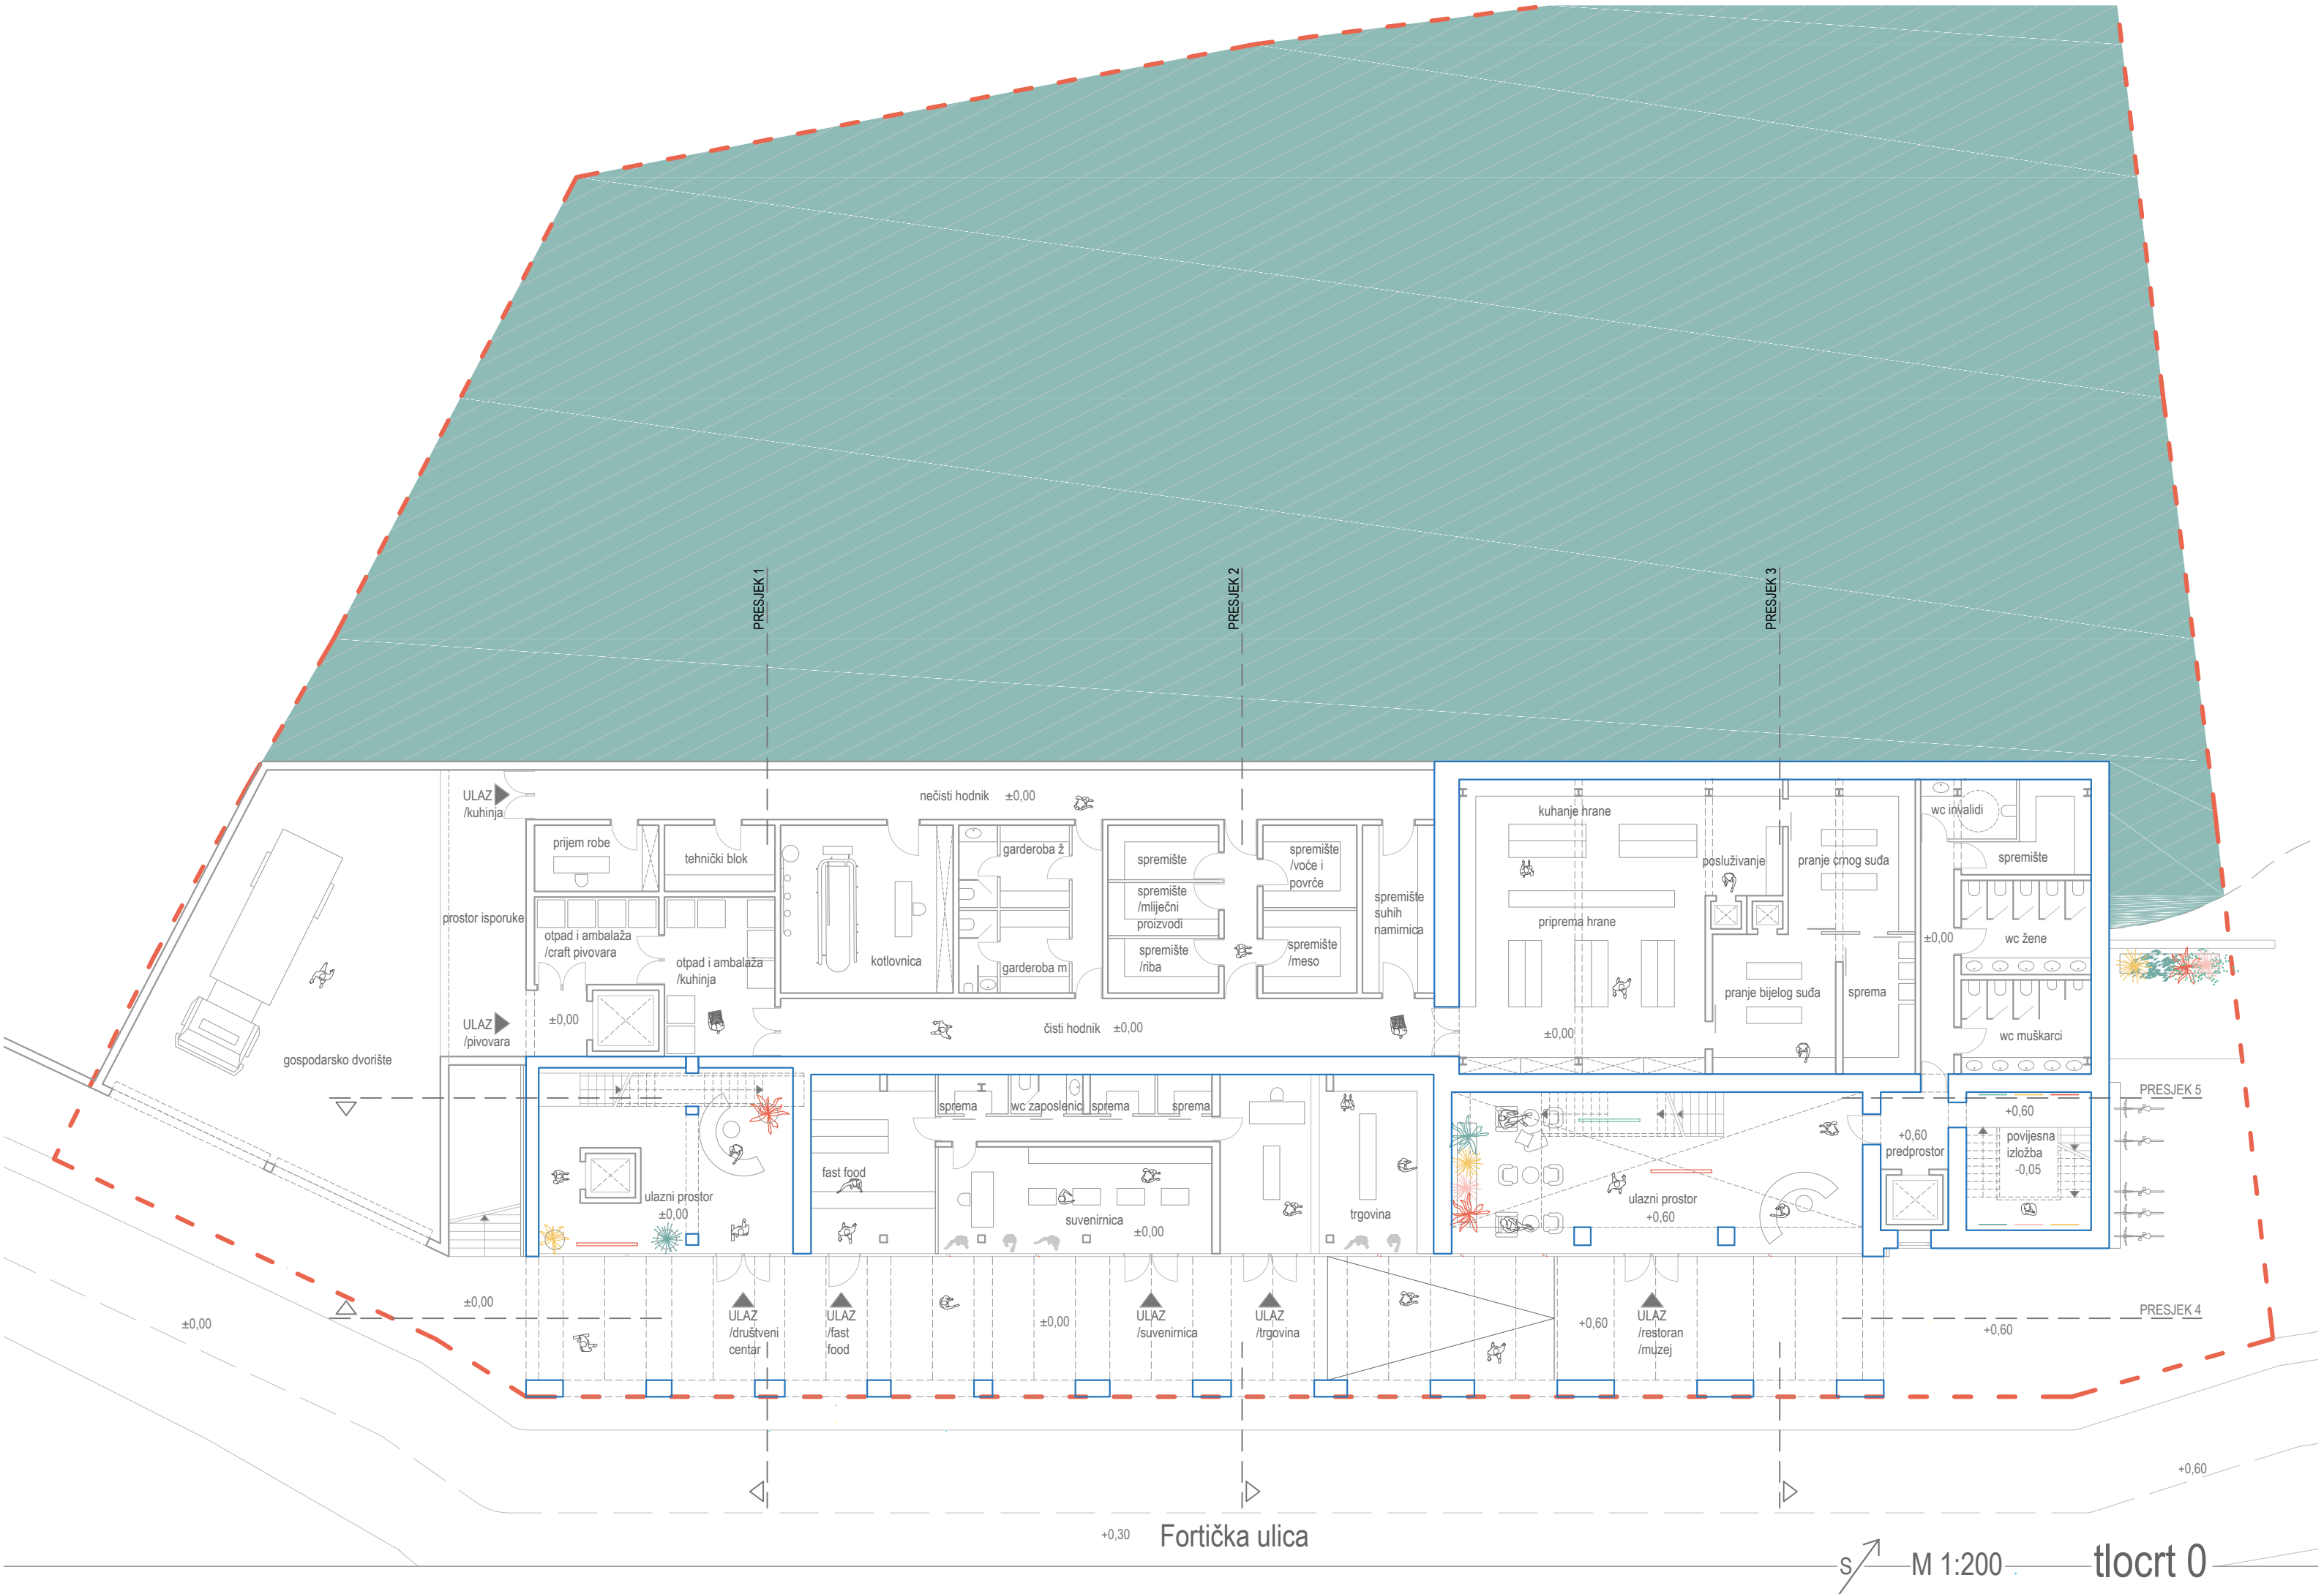 PRESJEK 1
PRESJEK 2
PRESJEK 3
ULAZ
/kuhinja
nečisti hodnik ±0,00
prijem robe
tehnički blok
garderoba ž
spremište
spremište
/voće i
povrće
kuhanje hrane
posluživanje
pranje crnog suđa
wc invalidi
spremište
prostor isporuke
otpad i ambalaža
/craft pivovara
otpad i ambalaža
/kuhinja
kotlovnica
garderoba m
spremište
/mliječni
proizvodi
spremište
/riba
spremište
/meso
spremište
suhih
namirnica
priprema hrane
pranje bijelog suđa
sprema
±0,00
wc žene
wc muškarci
ULAZ
/pivovara
±0,00
čisti hodnik ±0,00
±0,00
gospodarsko dvorište
PRESJEK 5
sprema
wc zaposlenic
sprema
sprema
fast food
ulazni prostor
±0,00
suvenirnica
±0,00
trgovina
ulazni prostor
+0,60
+0,60
predprostor
+0,60
povijesna
izložba
-0,05
±0,00
±0,00
ULAZ
/društveni
centar
ULAZ
/fast
food
±0,00
ULAZ
/suvenirnica
ULAZ
/trgovina
+0,60
ULAZ
/restoran
/muzej
PRESJEK 4
+0,60
+0,60
+0,30 Fortička ulica
S M 1:200 tlocrt 0